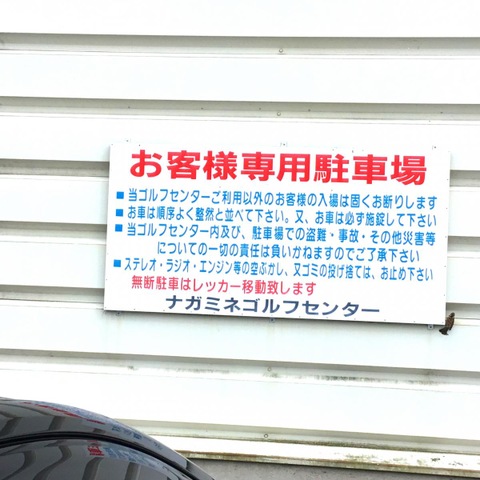 お客様専用駐車場
■当ゴルフセンターご利用以外のお客様の入場は固くお断りします
■お車は順序よく整然と並べて下さい。又、お車は必ず施錠して下さい
■当ゴルフセンター内及び、駐車場での盗難・事故・その他災害等
についての一切の責任は負いかねますのでご了承下さい
■ステレオ・ラジオ・エンジン等の空ぶかし、又ゴミの投げ捨ては、お止め下さい
無断駐車はレッカー移動致します
ナガミネゴルフセンター